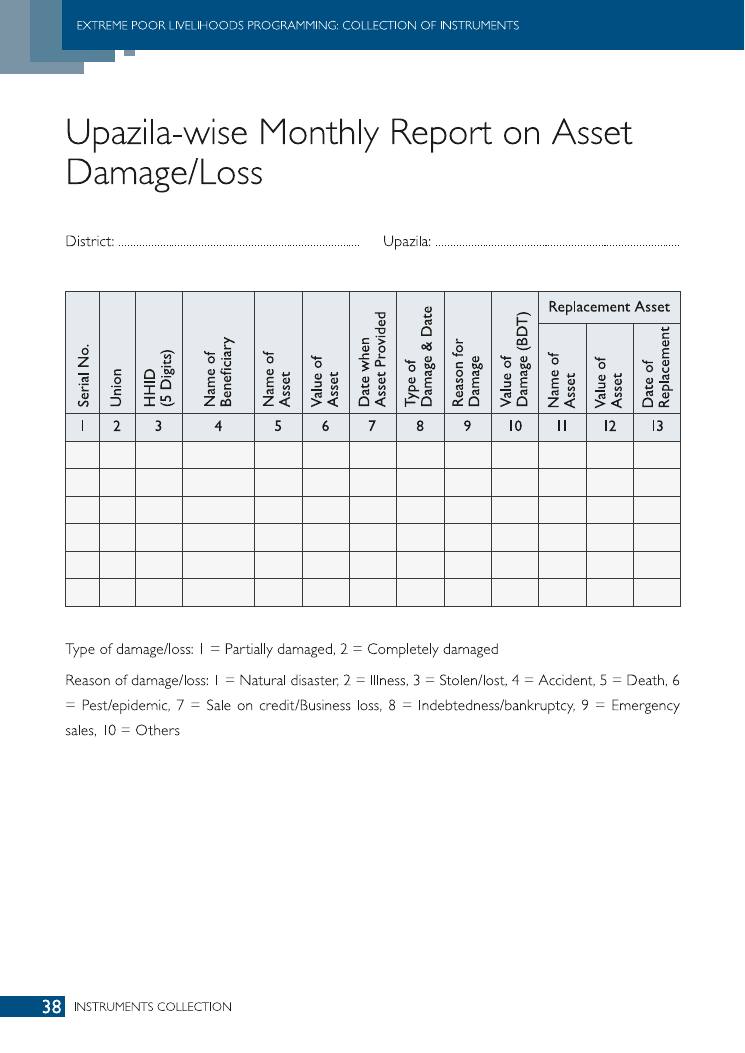 EXTREME POOR LIVELIHOODS PROGRAMMING: COLLECTION OF INSTRUMENTS
Upazila-wise Monthly Report on Asset
Damage/Loss
District: ................................................................................ Upazila: .................................................................................
Serial No.
Union
HHID
(5 Digits)
Name of
Beneficiary
Name of
Asset
Value of
Asset
Date when
Asset Provided
Type of
Damage & Date
Reason for
Damage
Value of
Damage (BDT)
Replacement Asset
Name of
Asset
Value of
Asset
Date of
Replacement
1 2 3 4 5 6 7 8 9 10 11 12 13
Type of damage/loss: 1 = Partially damaged, 2 = Completely damaged
Reason of damage/loss: 1 = Natural disaster, 2 = Illness, 3 = Stolen/lost, 4 = Accident, 5 = Death, 6
= Pest/epidemic, 7 = Sale on credit/Business loss, 8 = Indebtedness/bankruptcy, 9 = Emergency
sales, 10 = Others
38 INSTRUMENTS COLLECTION